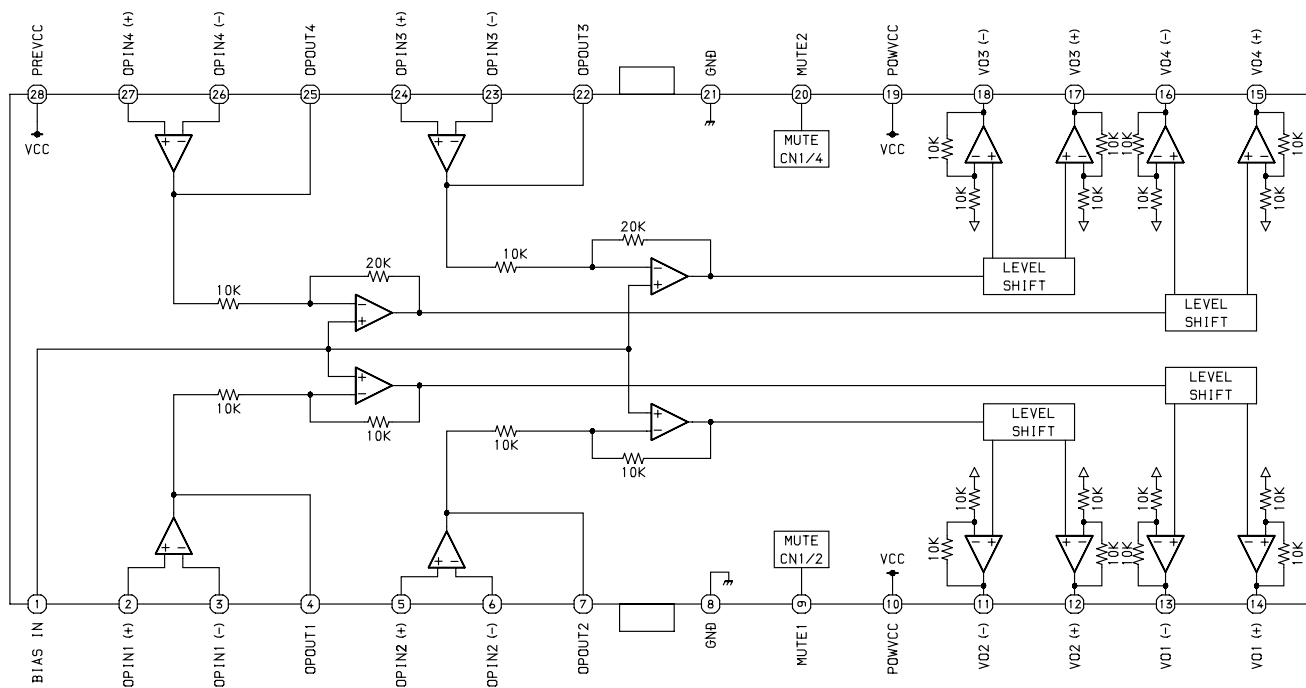 PREVCC
OPIN4 (+)
OPIN4 (-)
OPOUT4
OPIN3 (+)
OPIN3 (-)
OPOUT3
GND
MUTE2
POWVCC
VO3 (-)
VO3 (+)
VO4 (-)
VO4 (+)
28
27
26
25
24
23
22
21
20
19
18
17
16
15
VCC
+ -
+ -
MUTE
CN1/4
VCC
- +
+ -
- +
+ -
10K
10K
10K
10K
10K
10K
10K
10K
20K
10K
-
+
LEVEL
SHIFT
20K
10K
-
+
LEVEL
SHIFT
+
-
10K
10K
LEVEL
SHIFT
+
-
10K
10K
LEVEL
SHIFT
10K
10K
10K
10K
10K
10K
10K
10K
+ -
+ -
MUTE
CN1/2
VCC
- +
+ -
- +
+ -
1
2
3
4
5
6
7
8
9
10
11
12
13
14
BIAS IN
OPIN1 (+)
OPIN1 (-)
OPOUT1
OPIN2 (+)
OPIN2 (-)
OPOUT2
GND
MUTE1
POWVCC
VO2 (-)
VO2 (+)
VO1 (-)
VO1 (+)